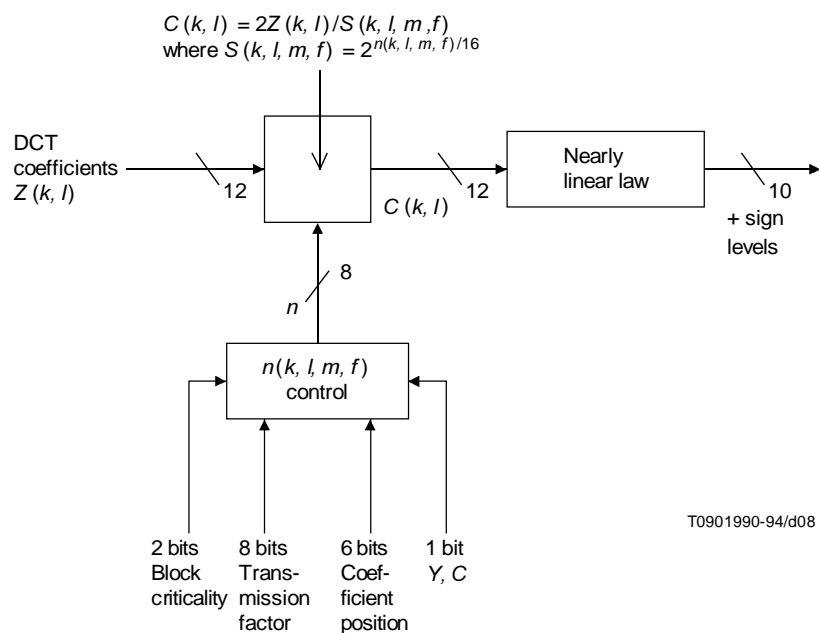 C (k, l) = 2Z (k, l)/S (k, l, m ,f)
where S (k, l, m, f) = 2^n(k, l, m, f)/16
DCT
coefficients
Z (k, l)
12
C (k, l)
12
Nearly
linear law
10
+ sign
levels
8
n
n(k, l, m, f)
control
2 bits
Block
criticality
8 bits
Trans-
mission
factor
6 bits
Coef-
ficient
position
1 bit
Y, C
T0901990-94/d08